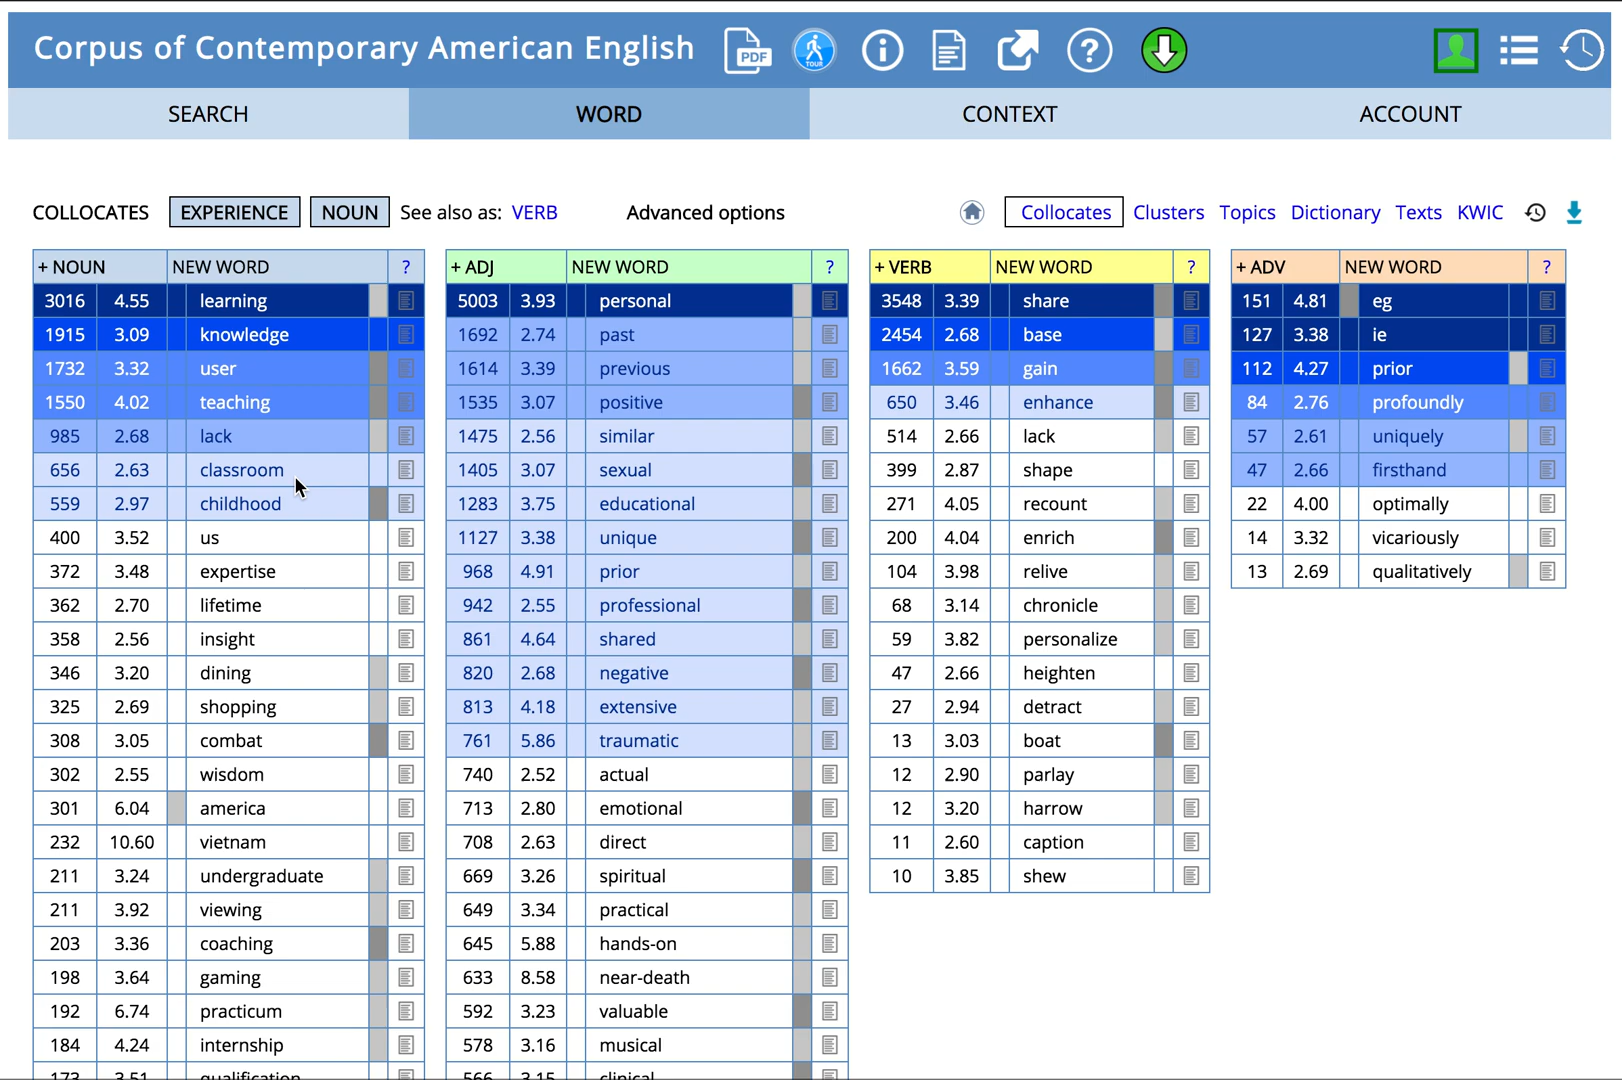 Corpus of Contemporary American English PDF TOUR
SEARCH WORD CONTEXT ACCOUNT
COLLOCATES EXPERIENCE NOUN See also as: VERB Advanced options Collocates Clusters Topics Dictionary Texts KWIC
+ NOUN NEW WORD ? + ADJ NEW WORD ? + VERB NEW WORD ? + ADV NEW WORD ?
3016 4.55 learning 5003 3.93 personal 3548 3.39 share 151 4.81 eg
1915 3.09 knowledge 1692 2.74 past 2454 2.68 base 127 3.38 ie
1732 3.32 user 1614 3.39 previous 1662 3.59 gain 112 4.27 prior
1550 4.02 teaching 1535 3.07 positive 650 3.46 enhance 84 2.76 profoundly
985 2.68 lack 1475 2.56 similar 514 2.66 lack 57 2.61 uniquely
656 2.63 classroom 1405 3.07 sexual 399 2.87 shape 47 2.66 firsthand
559 2.97 childhood 1283 3.75 educational 271 4.05 recount 22 4.00 optimally
400 3.52 us 1127 3.38 unique 200 4.04 enrich 14 3.32 vicariously
372 3.48 expertise 968 4.91 prior 104 3.98 relive 13 2.69 qualitatively
362 2.70 lifetime 942 2.55 professional 68 3.14 chronicle
358 2.56 insight 861 4.64 shared 59 3.82 personalize
346 3.20 dining 820 2.68 negative 47 2.66 heighten
325 2.69 shopping 813 4.18 extensive 27 2.94 detract
308 3.05 combat 761 5.86 traumatic 13 3.03 boat
302 2.55 wisdom 740 2.52 actual 12 2.90 parlay
301 6.04 america 713 2.80 emotional 12 3.20 harrow
232 10.60 vietnam 708 2.63 direct 11 2.60 caption
211 3.24 undergraduate 669 3.26 spiritual 10 3.85 shew
211 3.92 viewing 649 3.34 practical
203 3.36 coaching 645 5.88 hands-on
198 3.64 gaming 633 8.58 near-death
192 6.74 practicum 592 3.23 valuable
184 4.24 internship 578 3.16 musical
173 3.51 qualification 566 3.15 clinical